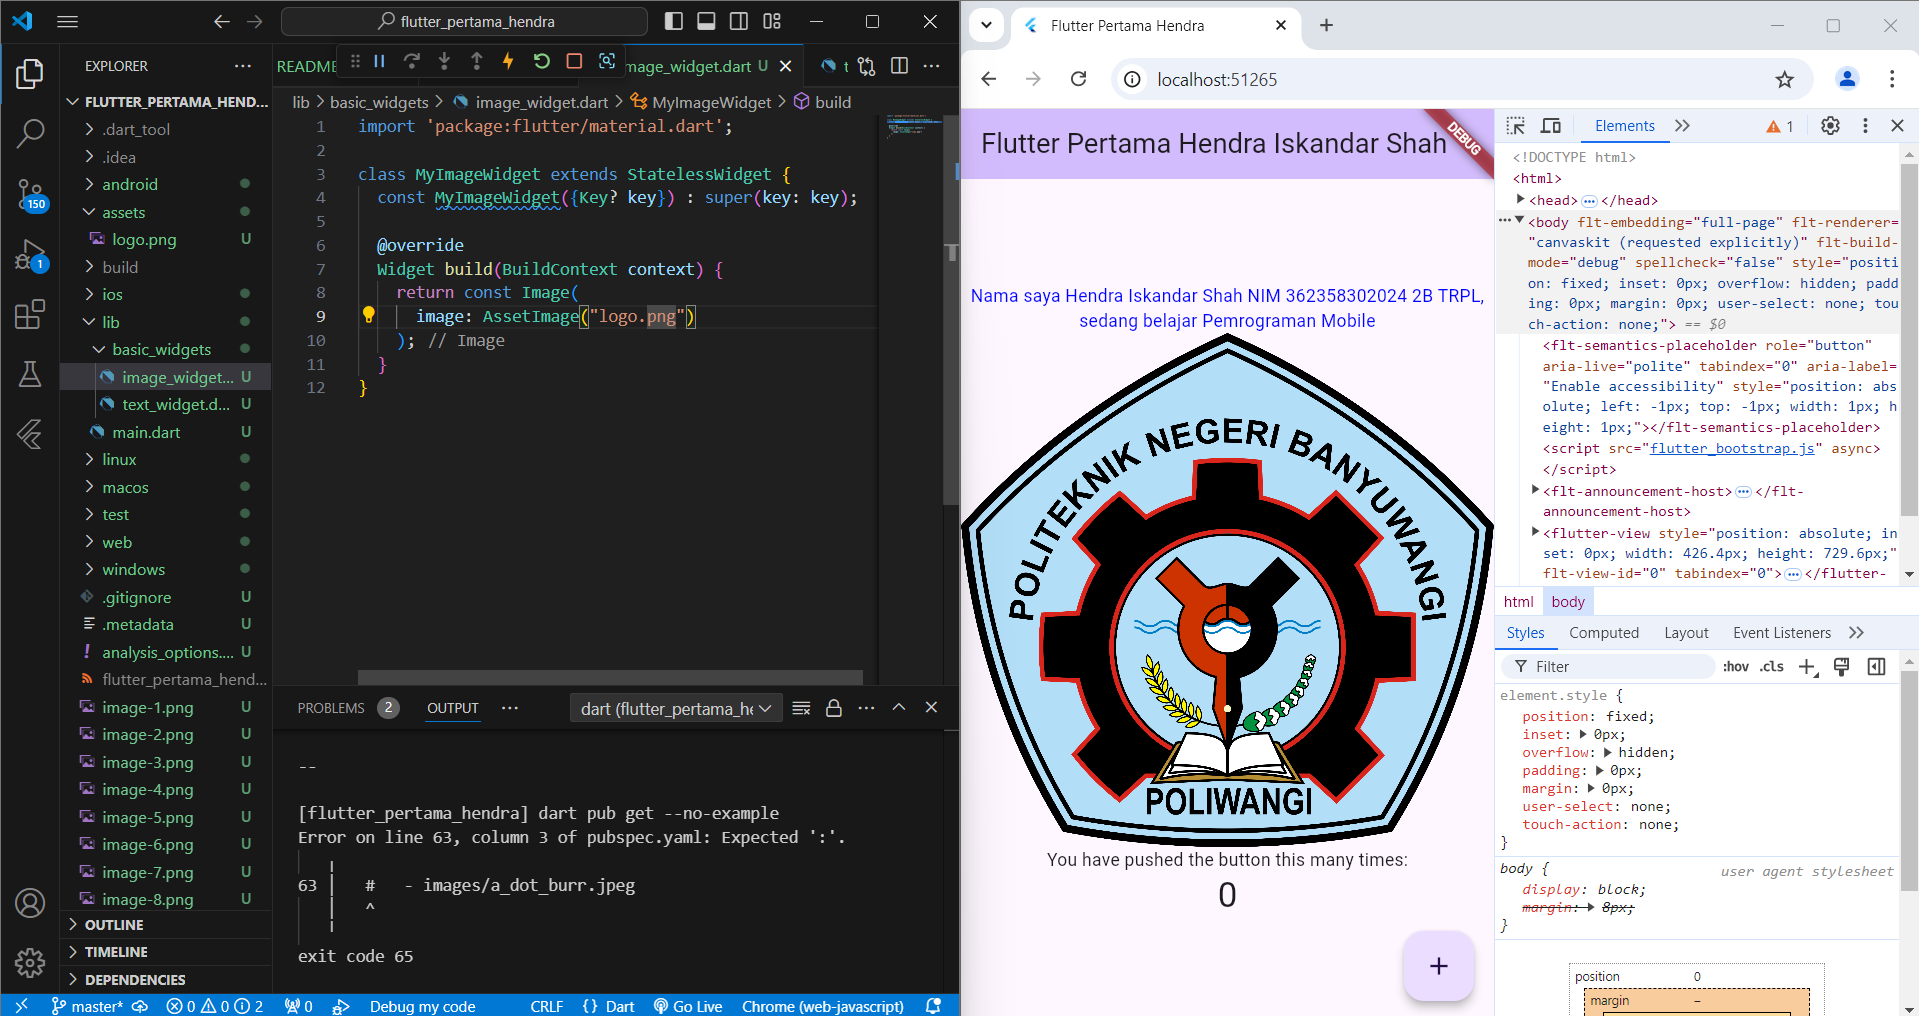 flutter_pertama_hendra
EXPLORER
FLUTTER_PERTAMA_HEND...
.dart_tool
.idea
android
assets
logo.png U
build
ios
lib
basic_widgets
image_widget... U
text_widget.d... U
main.dart U
linux
macos
test
web
windows
.gitignore U
.metadata U
analysis_options.... U
flutter_pertama_hend...
image-1.png U
image-2.png U
image-3.png U
image-4.png U
image-5.png U
image-6.png U
image-7.png U
image-8.png U
OUTLINE
TIMELINE
DEPENDENCIES
150
1
README
mage_widget.dart U
t
lib > basic_widgets > image_widget.dart > MyImageWidget > build
1 import 'package:flutter/material.dart';
2
3 class MyImageWidget extends StatelessWidget {
4 const MyImageWidget({Key? key}) : super(key: key);
5
6 @override
7 Widget build(BuildContext context) {
8 return const Image(
9 image: AssetImage("logo.png")
10 ); // Image
11 }
12 }
PROBLEMS 2 OUTPUT ... dart (flutter_pertama_he
--
[flutter_pertama_hendra] dart pub get --no-example
Error on line 63, column 3 of pubspec.yaml: Expected ':'.
63 | # - images/a_dot_burr.jpeg
| ^
exit code 65
master* 0 0 2 0 Debug my code CRLF {} Dart Go Live Chrome (web-javascript)
Flutter Pertama Hendra
localhost:51265
Flutter Pertama Hendra Iskandar Shah
DEBUG
Nama saya Hendra Iskandar Shah NIM 362358302024 2B TRPL,
sedang belajar Pemrograman Mobile
POLITEKNIK NEGERI BANYUWANGI
POLIWANGI
You have pushed the button this many times:
0
+
Elements 1
<!DOCTYPE html>
<html>
<head> ... </head>
... <body flt-embedding="full-page" flt-renderer=
"canvaskit (requested explicitly)" flt-build-
mode="debug" spellcheck="false" style="positi
on: fixed; inset: 0px; overflow: hidden; padd
ing: 0px; margin: 0px; user-select: none; tou
ch-action: none;"> == $0
<flt-semantics-placeholder role="button"
aria-live="polite" tabindex="0" aria-label=
"Enable accessibility" style="position: abs
olute; left: -1px; top: -1px; width: 1px; h
eight: 1px;"></flt-semantics-placeholder>
<script src="flutter_bootstrap.js" async>
</script>
<flt-announcement-host> ... </flt-
announcement-host>
<flutter-view style="position: absolute; in
set: 0px; width: 426.4px; height: 729.6px;"
flt-view-id="0" tabindex="0"> ... </flutter-
html body
Styles Computed Layout Event Listeners
Filter :hov .cls
element.style {
position: fixed;
inset: 0px;
overflow: hidden;
padding: 0px;
margin: 0px;
user-select: none;
touch-action: none;
}
body { user agent stylesheet
display: block;
margin: 8px;
}
position 0
margin –